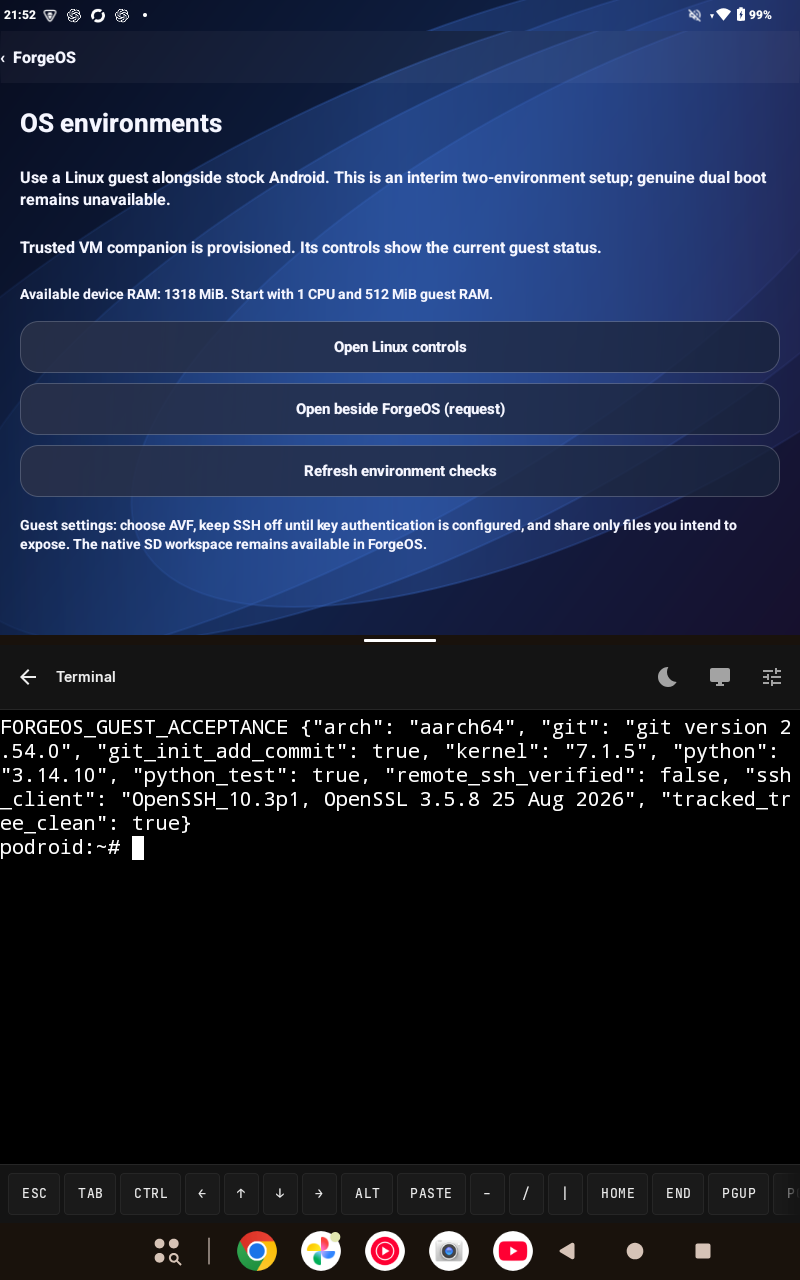 21:52
99%
‹ ForgeOS
OS environments
Use a Linux guest alongside stock Android. This is an interim two-environment setup; genuine dual boot
remains unavailable.
Trusted VM companion is provisioned. Its controls show the current guest status.
Available device RAM: 1318 MiB. Start with 1 CPU and 512 MiB guest RAM.
Open Linux controls
Open beside ForgeOS (request)
Refresh environment checks
Guest settings: choose AVF, keep SSH off until key authentication is configured, and share only files you intend to
expose. The native SD workspace remains available in ForgeOS.
Terminal
FORGEOS_GUEST_ACCEPTANCE {"arch": "aarch64", "git": "git version 2
.54.0", "git_init_add_commit": true, "kernel": "7.1.5", "python":
"3.14.10", "python_test": true, "remote_ssh_verified": false, "ssh
_client": "OpenSSH_10.3p1, OpenSSL 3.5.8 25 Aug 2026", "tracked_tr
ee_clean": true}
podroid:~#
ESC TAB CTRL ← ↑ ↓ → ALT PASTE - / | HOME END PGUP